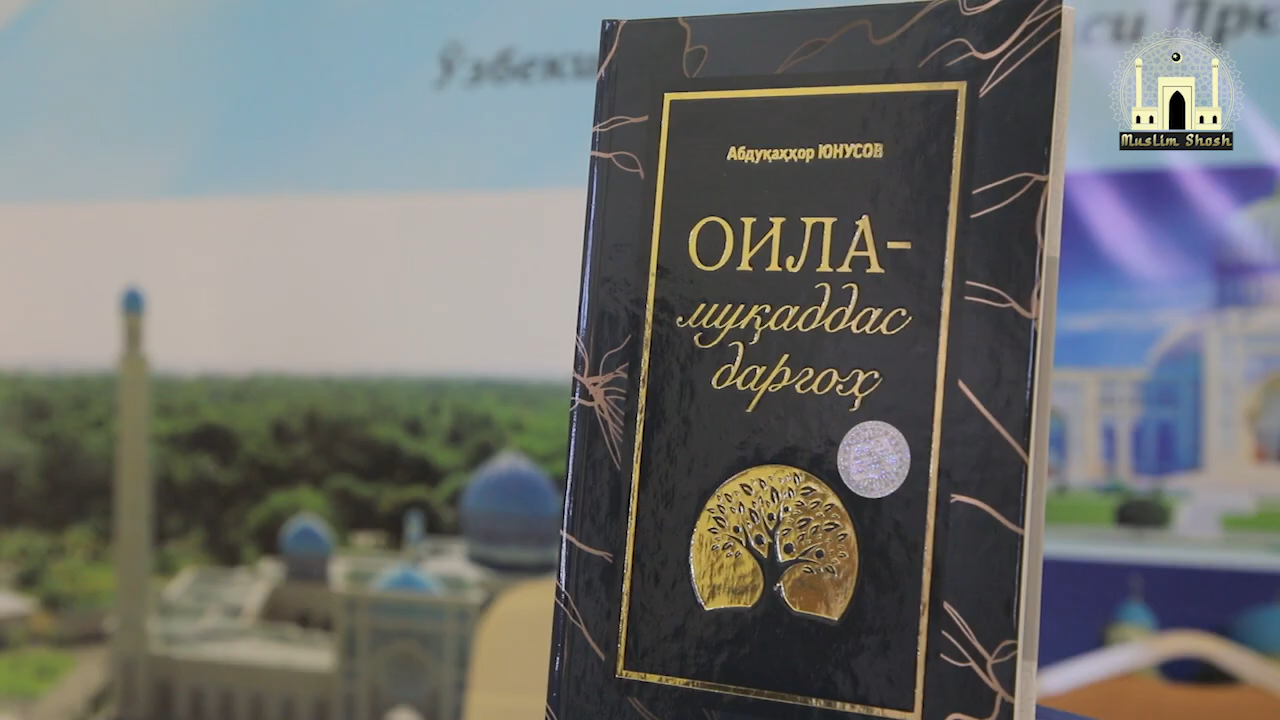 Абдуқаҳҳор ЮНУСОВ
ОИЛА-
муқаддас
даргоҳ
Muslim Shosh